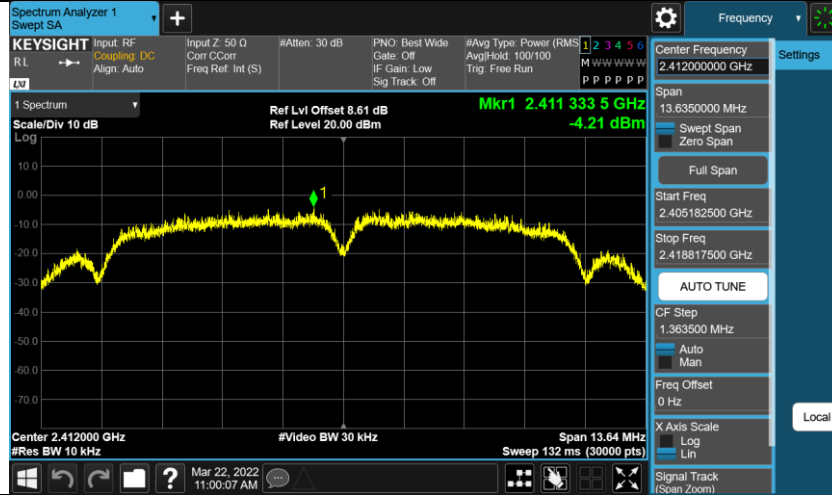 Spectrum Analyzer 1
Swept SA
+
Frequency
KEYSIGHT
RL
LXI
Input: RF
Coupling: DC
Align: Auto
Input Z: 50 Ω
Corr CCorr
Freq Ref: Int (S)
#Atten: 30 dB
PNO: Best Wide
Gate: Off
IF Gain: Low
Sig Track: Off
#Avg Type: Power (RMS
Avg|Hold: 100/100
Trig: Free Run
1 2 3 4 5 6
M W W W W W
P P P P P P
1 Spectrum
Scale/Div 10 dB
Log
Ref Lvl Offset 8.61 dB
Ref Level 20.00 dBm
Mkr1 2.411 333 5 GHz
-4.21 dBm
10.0
0.00
-10.0
-20.0
-30.0
-40.0
-50.0
-60.0
-70.0
1
Center 2.412000 GHz
#Res BW 10 kHz
#Video BW 30 kHz
Span 13.64 MHz
Sweep 132 ms (30000 pts)
?
Mar 22, 2022
11:00:07 AM
Center Frequency
2.412000000 GHz
Settings
Span
13.6350000 MHz
Swept Span
Zero Span
Full Span
Start Freq
2.405182500 GHz
Stop Freq
2.418817500 GHz
AUTO TUNE
CF Step
1.363500 MHz
Auto
Man
Freq Offset
0 Hz
X Axis Scale
Log
Lin
Local
Signal Track
(Span Zoom)